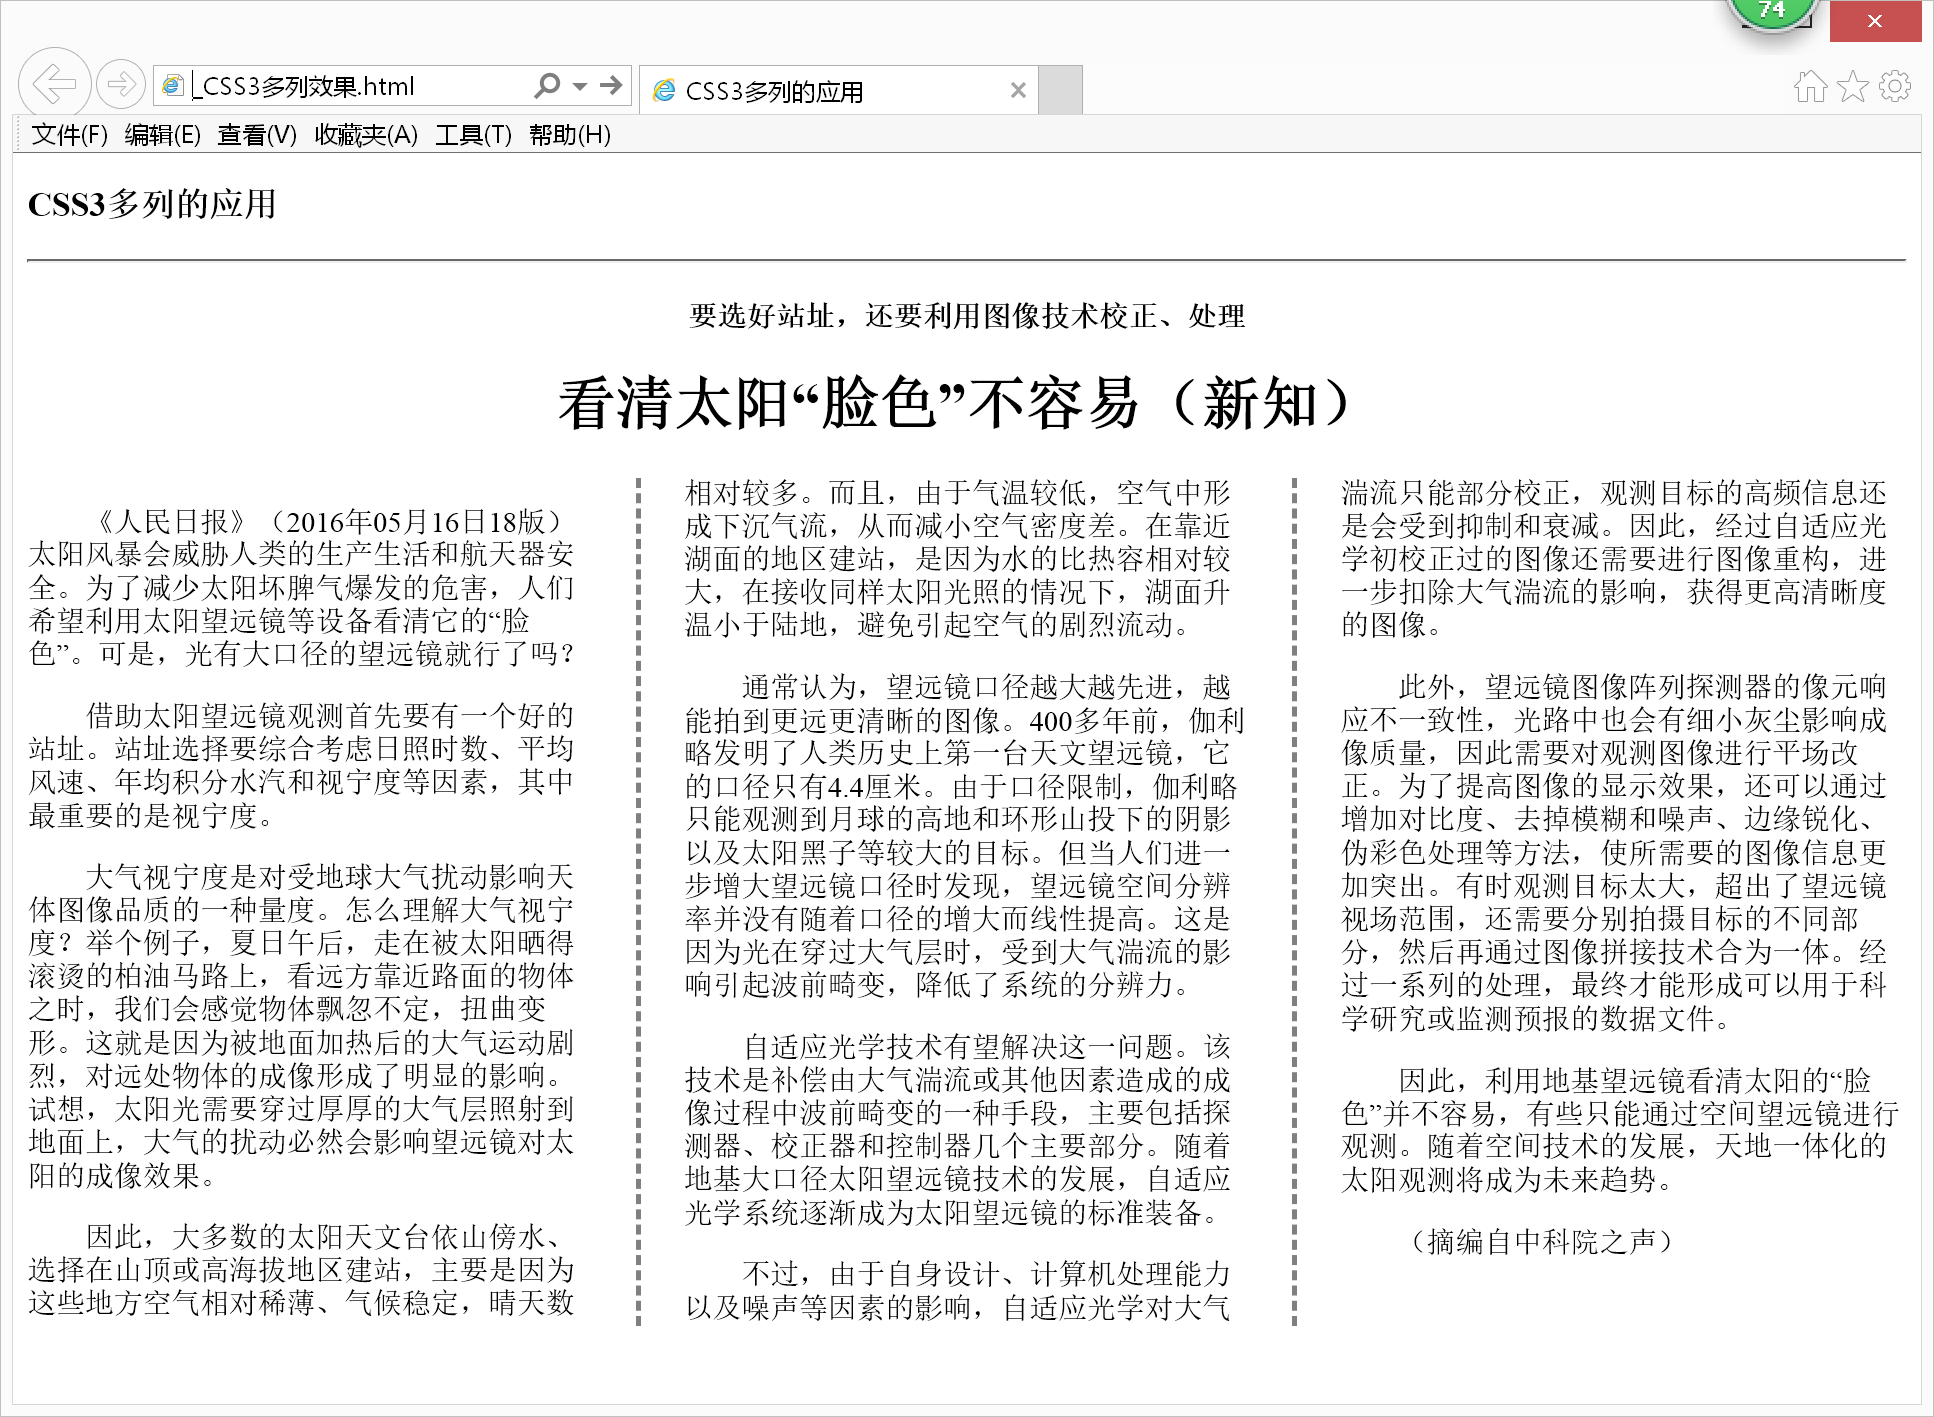 74
_CSS3多列效果.html
CSS3多列的应用
文件(F) 编辑(E) 查看(V) 收藏夹(A) 工具(T) 帮助(H)
CSS3多列的应用
要选好站址，还要利用图像技术校正、处理
看清太阳“脸色”不容易（新知）
《人民日报》（2016年05月16日18版）
太阳风暴会威胁人类的生产生活和航天器安
全。为了减少太阳坏脾气爆发的危害，人们
希望利用太阳望远镜等设备看清它的“脸
色”。可是，光有大口径的望远镜就行了吗？
借助太阳望远镜观测首先要有一个好的
站址。站址选择要综合考虑日照时数、平均
风速、年均积分水汽和视宁度等因素，其中
最重要的是视宁度。
大气视宁度是对受地球大气扰动影响天
体图像品质的一种量度。怎么理解大气视宁
度？举个例子，夏日午后，走在被太阳晒得
滚烫的柏油马路上，看远方靠近路面的物体
之时，我们会感觉物体飘忽不定，扭曲变
形。这就是因为被地面加热后的大气运动剧
烈，对远处物体的成像形成了明显的影响。
试想，太阳光需要穿过厚厚的大气层照射到
地面上，大气的扰动必然会影响望远镜对太
阳的成像效果。
因此，大多数的太阳天文台依山傍水、
选择在山顶或高海拔地区建站，主要是因为
这些地方空气相对稀薄、气候稳定，晴天数
相对较多。而且，由于气温较低，空气中形
成下沉气流，从而减小空气密度差。在靠近
湖面的地区建站，是因为水的比热容相对较
大，在接收同样太阳光照的情况下，湖面升
温小于陆地，避免引起空气的剧烈流动。
通常认为，望远镜口径越大越先进，越
能拍到更远更清晰的图像。400多年前，伽利
略发明了人类历史上第一台天文望远镜，它
的口径只有4.4厘米。由于口径限制，伽利略
只能观测到月球的高地和环形山投下的阴影
以及太阳黑子等较大的目标。但当人们进一
步增大望远镜口径时发现，望远镜空间分辨
率并没有随着口径的增大而线性提高。这是
因为光在穿过大气层时，受到大气湍流的影
响引起波前畸变，降低了系统的分辨力。
自适应光学技术有望解决这一问题。该
技术是补偿由大气湍流或其他因素造成的成
像过程中波前畸变的一种手段，主要包括探
测器、校正器和控制器几个主要部分。随着
地基大口径太阳望远镜技术的发展，自适应
光学系统逐渐成为太阳望远镜的标准装备。
不过，由于自身设计、计算机处理能力
以及噪声等因素的影响，自适应光学对大气
湍流只能部分校正，观测目标的高频信息还
是会受到抑制和衰减。因此，经过自适应光
学初校正过的图像还需要进行图像重构，进
一步扣除大气湍流的影响，获得更高清晰度
的图像。
此外，望远镜图像阵列探测器的像元响
应不一致性，光路中也会有细小灰尘影响成
像质量，因此需要对观测图像进行平场改
正。为了提高图像的显示效果，还可以通过
增加对比度、去掉模糊和噪声、边缘锐化、
伪彩色处理等方法，使所需要的图像信息更
加突出。有时观测目标太大，超出了望远镜
视场范围，还需要分别拍摄目标的不同部
分，然后再通过图像拼接技术合为一体。经
过一系列的处理，最终才能形成可以用于科
学研究或监测预报的数据文件。
因此，利用地基望远镜看清太阳的“脸
色”并不容易，有些只能通过空间望远镜进行
观测。随着空间技术的发展，天地一体化的
太阳观测将成为未来趋势。
（摘编自中科院之声）